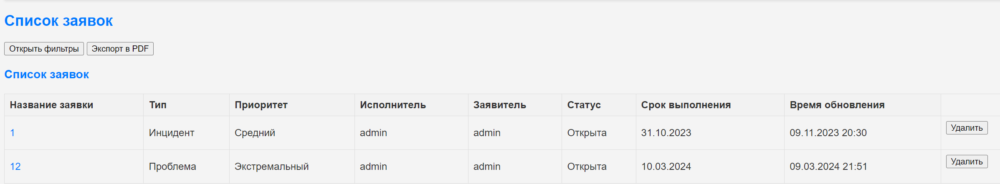 Список заявок
Открыть фильтры Экспорт в PDF
Список заявок
Название заявки Тип Приоритет Исполнитель Заявитель Статус Срок выполнения Время обновления
1 Инцидент Средний admin admin Открыта 31.10.2023 09.11.2023 20:30 Удалить
12 Проблема Экстремальный admin admin Открыта 10.03.2024 09.03.2024 21:51 Удалить